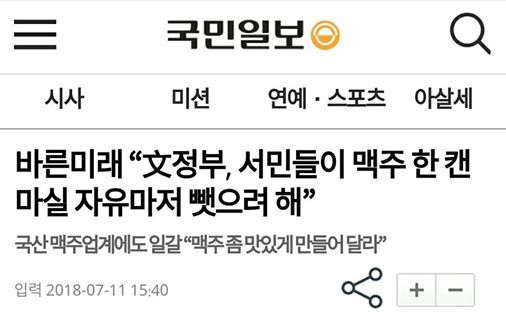 국민일보
시사 미션 연예·스포츠 아살세
바른미래 “文정부, 서민들이 맥주 한 캔
마실 자유마저 뺏으려 해”
국산 맥주업계에도 일갈 “맥주 좀 맛있게 만들어 달라”
입력 2018-07-11 15:40